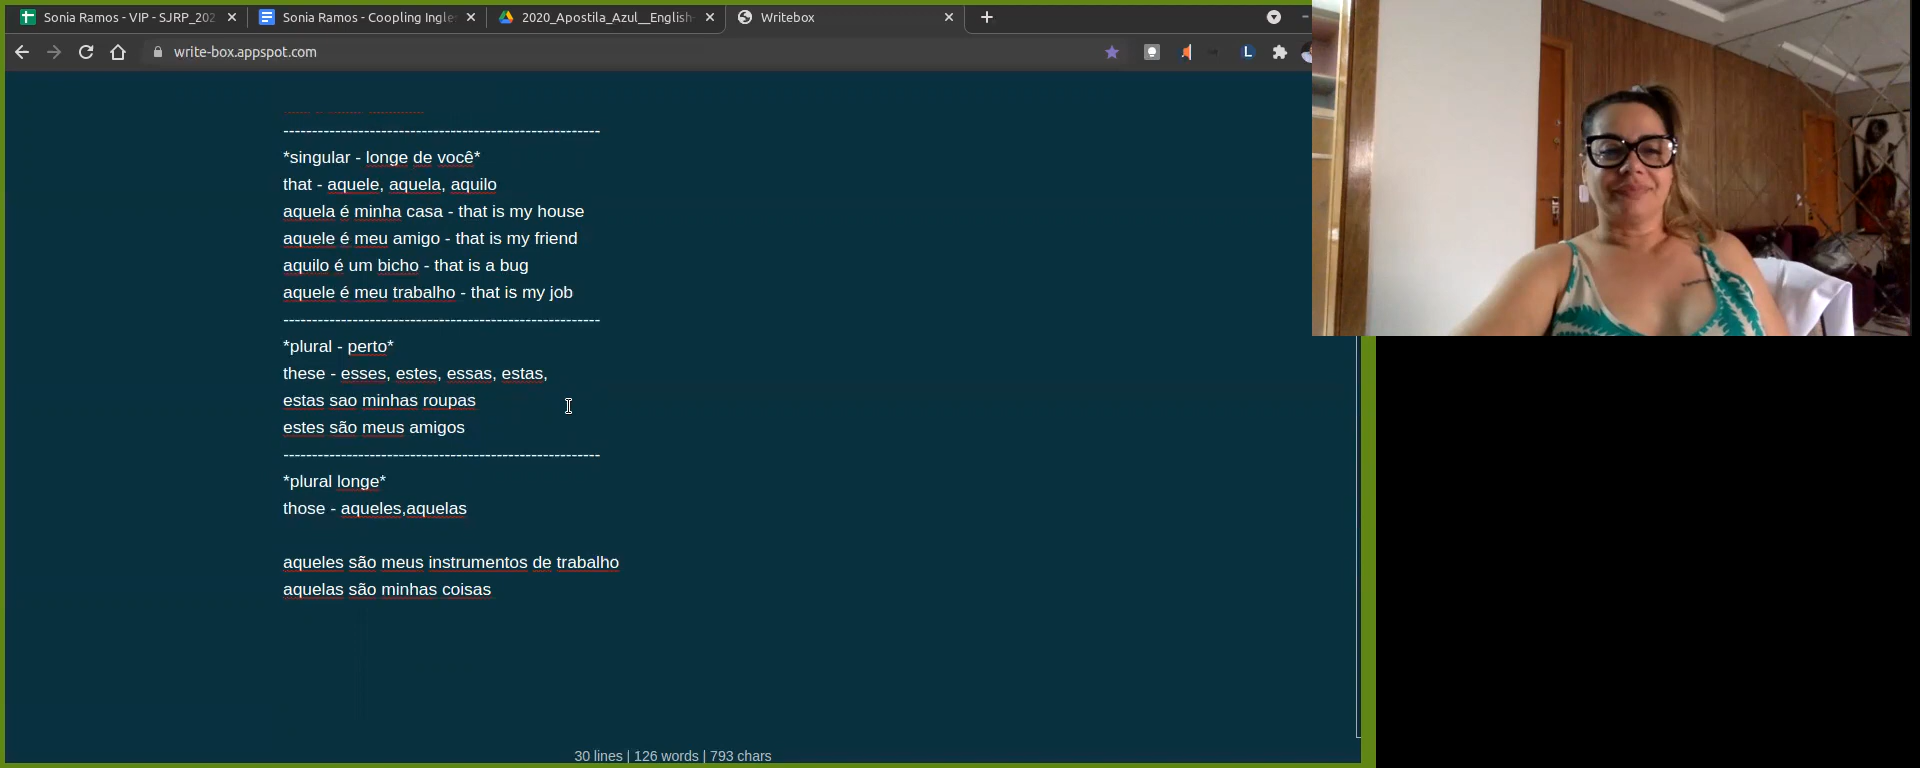 Sonia Ramos - VIP - SJRP_202
Sonia Ramos - Coopling Ingle
2020_Apostila_Azul__English-
Writebox
write-box.appspot.com
L
-------------------------------------------------------
*singular - longe de você*
that - aquele, aquela, aquilo
aquela é minha casa - that is my house
aquele é meu amigo - that is my friend
aquilo é um bicho - that is a bug
aquele é meu trabalho - that is my job
-------------------------------------------------------
*plural - perto*
these - esses, estes, essas, estas,
estas sao minhas roupas
estes são meus amigos
-------------------------------------------------------
*plural longe*
those - aqueles,aquelas
aqueles são meus instrumentos de trabalho
aquelas são minhas coisas
30 lines | 126 words | 793 chars